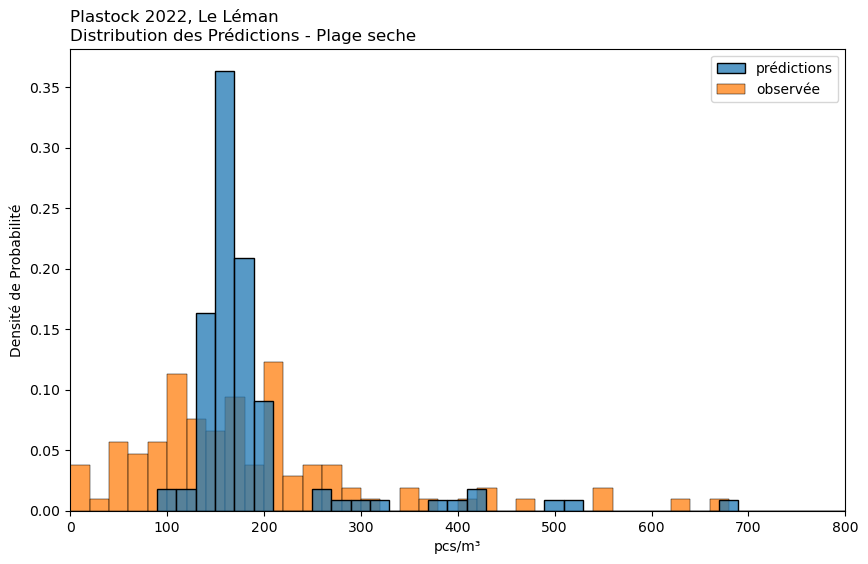 Plastock 2022, Le Léman
Distribution des Prédictions - Plage seche
prédictions
observée
Densité de Probabilité
0.35
0.30
0.25
0.20
0.15
0.10
0.05
0.00
0 100 200 300 400 500 600 700 800
pcs/m³